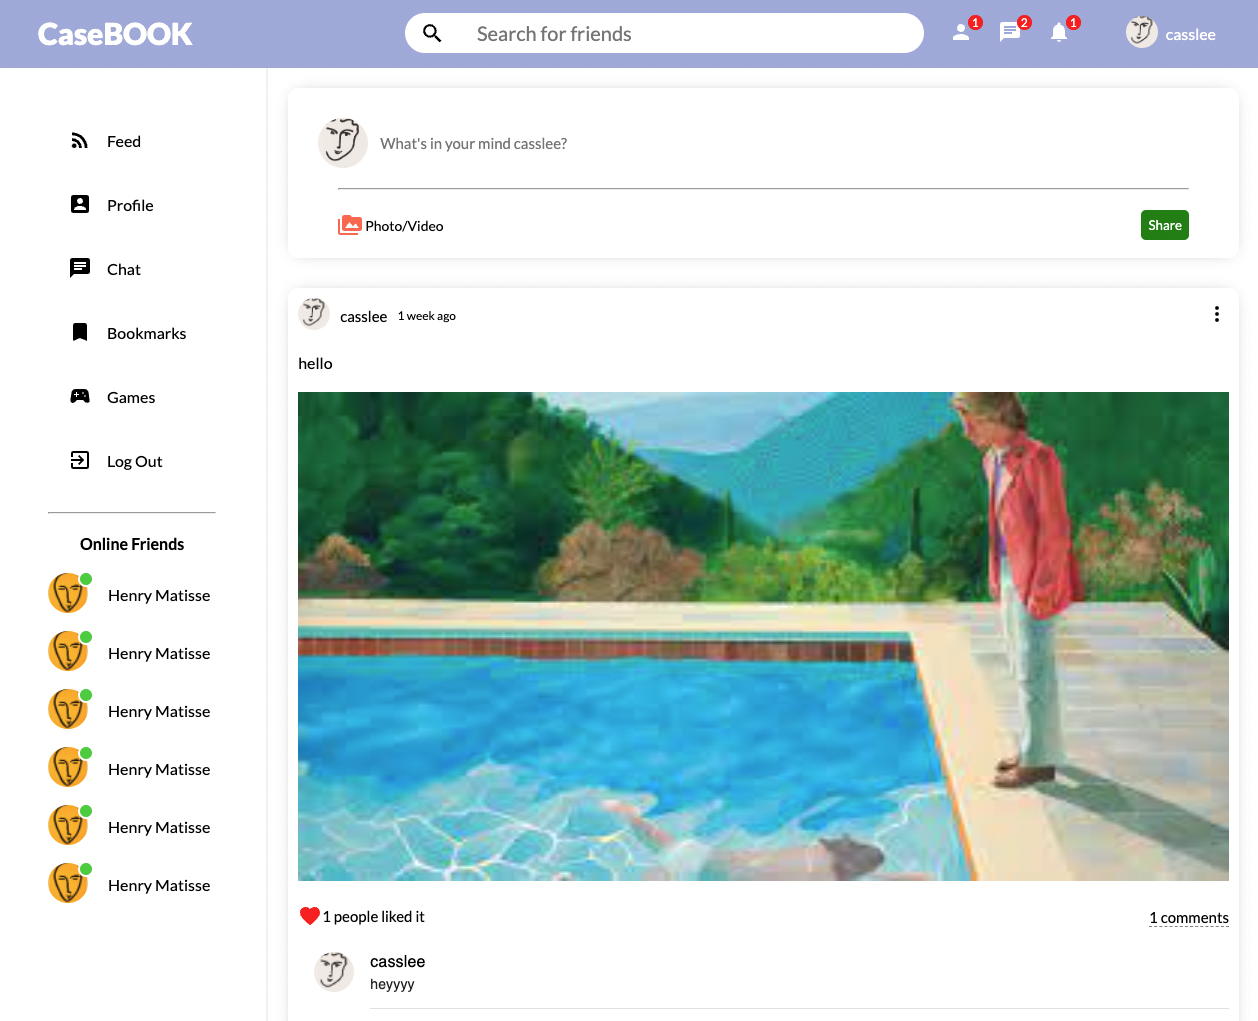 CaseBOOK
Search for friends
1
2
1
casslee
Feed
Profile
Chat
Bookmarks
Games
Log Out
Online Friends
Henry Matisse
Henry Matisse
Henry Matisse
Henry Matisse
Henry Matisse
Henry Matisse
What's in your mind casslee?
Photo/Video
Share
casslee 1 week ago
hello
1 people liked it
1 comments
casslee
heyyyy